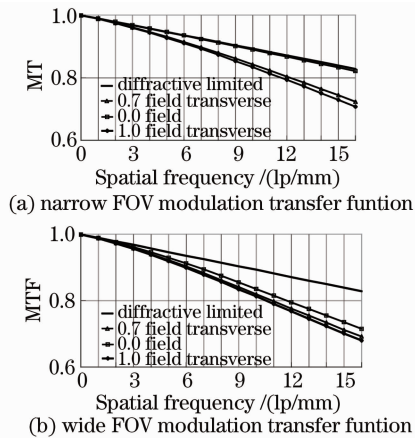 1.0
0.8
0.6
MT
diffractive limited
0.7 field transverse
0.0 field
1.0 field transverse
0 3 6 9 12 15
Spatial frequency /(lp/mm)
(a) narrow FOV modulation transfer funtion
1.0
0.8
0.6
MTF
diffractive limited
0.7 field transverse
0.0 field
1.0 field transverse
0 3 6 9 12 15
Spatial frequency /(lp/mm)
(b) wide FOV modulation transfer funtion